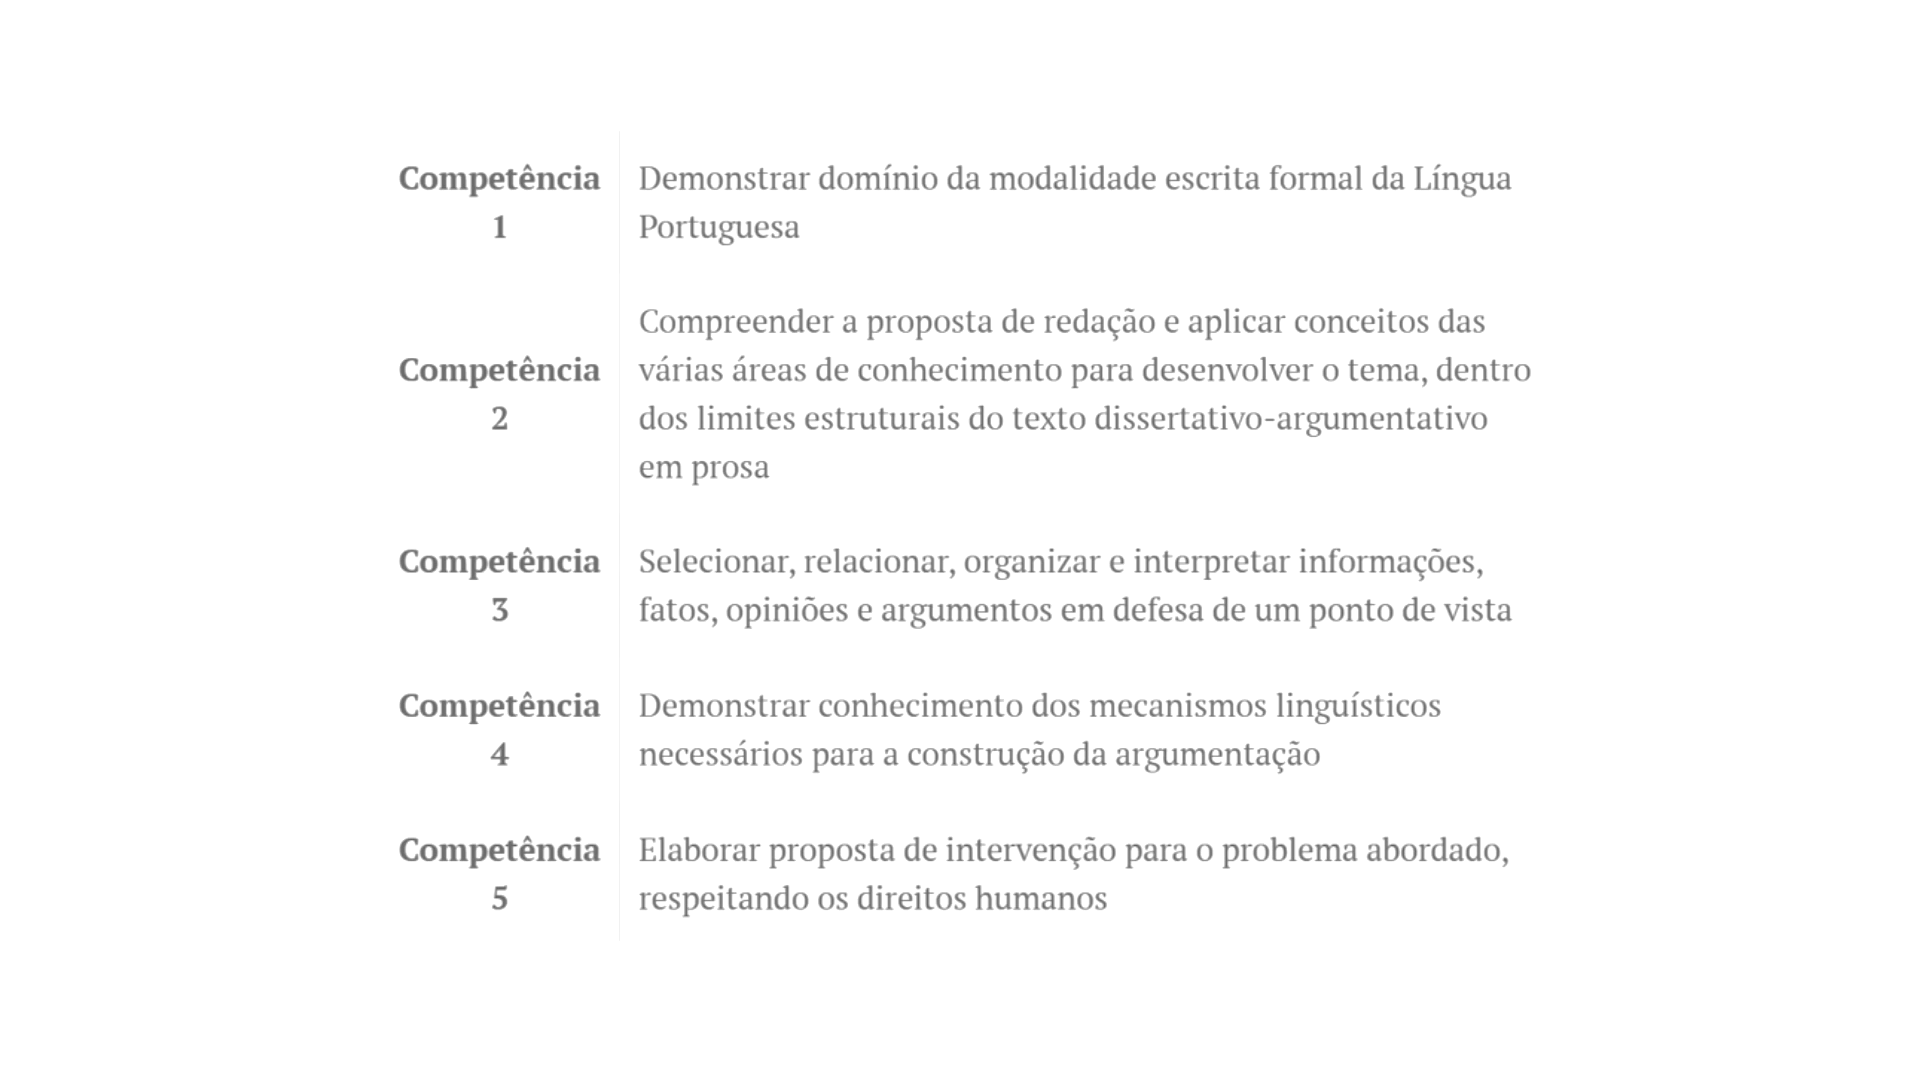 Competência
1
Demonstrar domínio da modalidade escrita formal da Língua
Portuguesa
Competência
2
Compreender a proposta de redação e aplicar conceitos das
várias áreas de conhecimento para desenvolver o tema, dentro
dos limites estruturais do texto dissertativo-argumentativo
em prosa
Competência
3
Selecionar, relacionar, organizar e interpretar informações,
fatos, opiniões e argumentos em defesa de um ponto de vista
Competência
4
Demonstrar conhecimento dos mecanismos linguísticos
necessários para a construção da argumentação
Competência
5
Elaborar proposta de intervenção para o problema abordado,
respeitando os direitos humanos